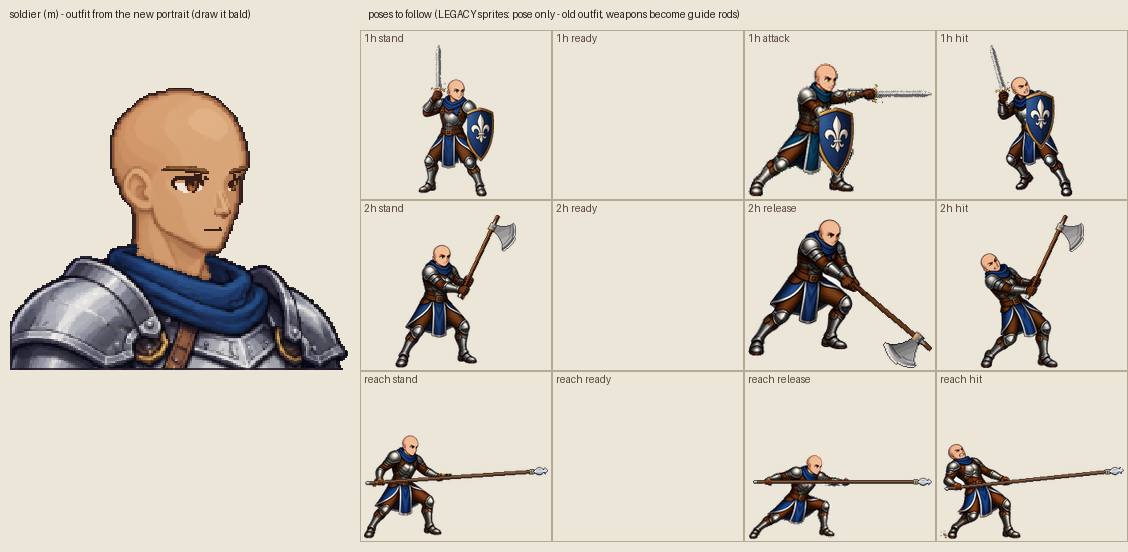 soldier (m) - outfit from the new portrait (draw it bald)
poses to follow (LEGACY sprites: pose only - old outfit, weapons become guide rods)
1h stand
1h ready
1h attack
1h hit
2h stand
2h ready
2h release
2h hit
reach stand
reach ready
reach release
reach hit